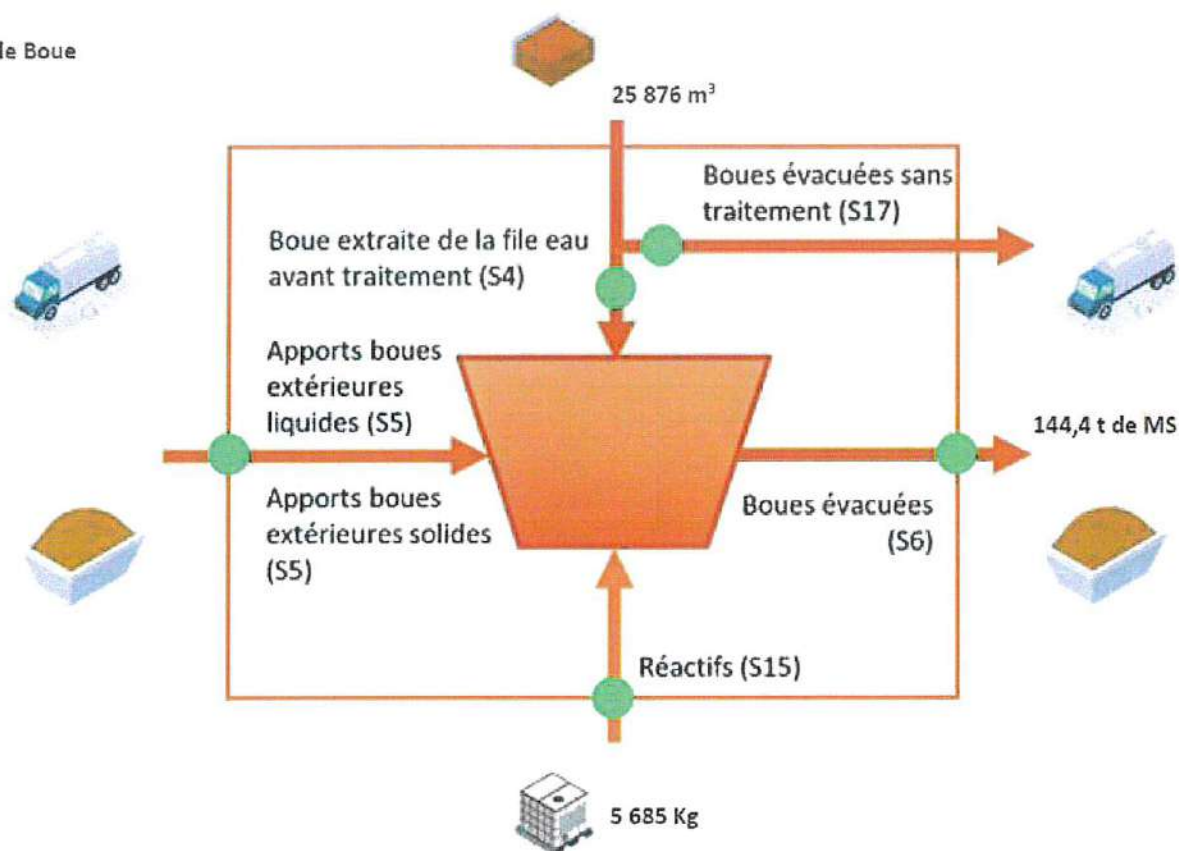 le Boue
25 876 m³
Boues évacuées sans
traitement (S17)
Boue extraite de la file eau
avant traitement (S4)
Apports boues
extérieures
liquides (S5)
144,4 t de MS
Apports boues
extérieures solides
(S5)
Boues évacuées
(S6)
Réactifs (S15)
5 685 Kg